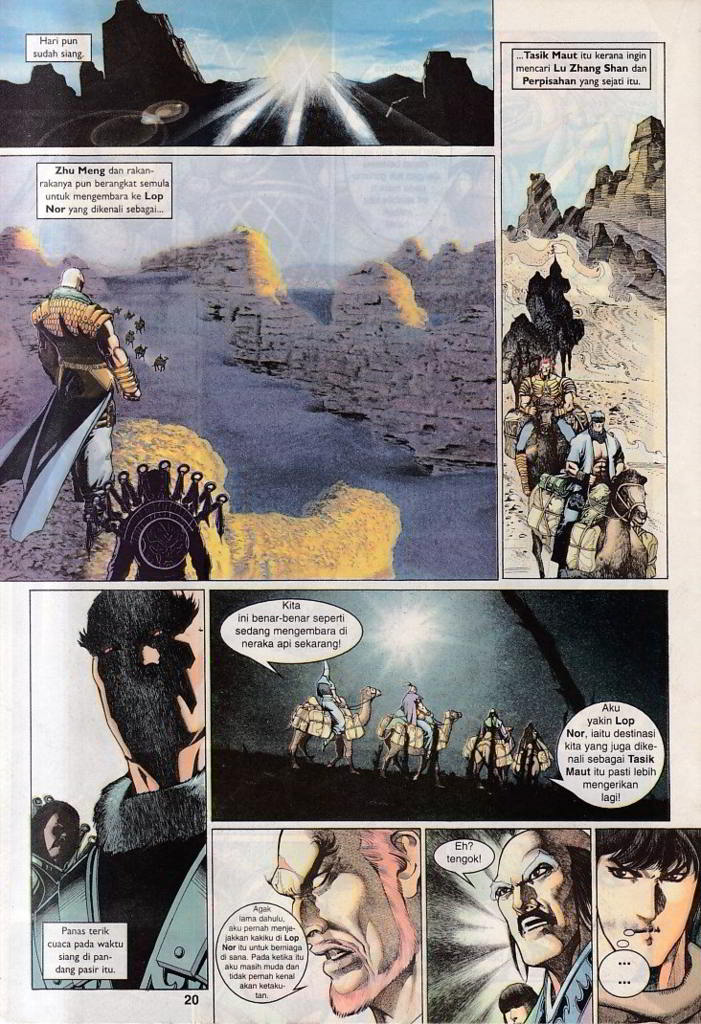 Hari pun
sudah siang.
Zhu Meng dan rakan-
rakanya pun berangkat semula
untuk mengembara ke Lop
Nor yang dikenali sebagai...
...Tasik Maut itu kerana ingin
mencari Lu Zhang Shan dan
Perpisahan yang sejati itu.
Panas terik
cuaca pada waktu
siang di pan-
dang pasir itu.
Kita
ini benar-benar seperti
sedang mengembara di
neraka api sekarang!
Aku
yakin Lop
Nor, iaitu destinasi
kita yang juga dike-
nali sebagai Tasik
Maut itu pasti lebih
mengerikan
lagi!
Agak
lama dahulu,
aku pernah menje-
jakkan kakiku di Lop
Nor itu untuk berniaga
di sana. Pada ketika itu
aku masih muda dan
tidak pernah kenal
akan ketaku-
tan.
Eh?
tengok!
...
...
20